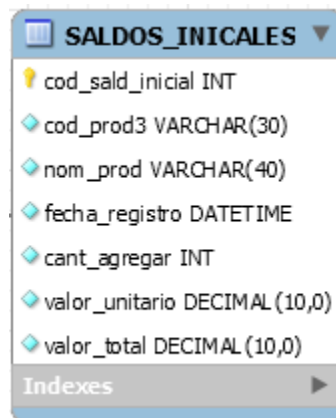 SALDOS_INICALES
cod_sald_inicial INT
cod_prod3 VARCHAR(30)
nom_prod VARCHAR(40)
fecha_registro DATETIME
cant_agregar INT
valor_unitario DECIMAL(10,0)
valor_total DECIMAL(10,0)
Indexes